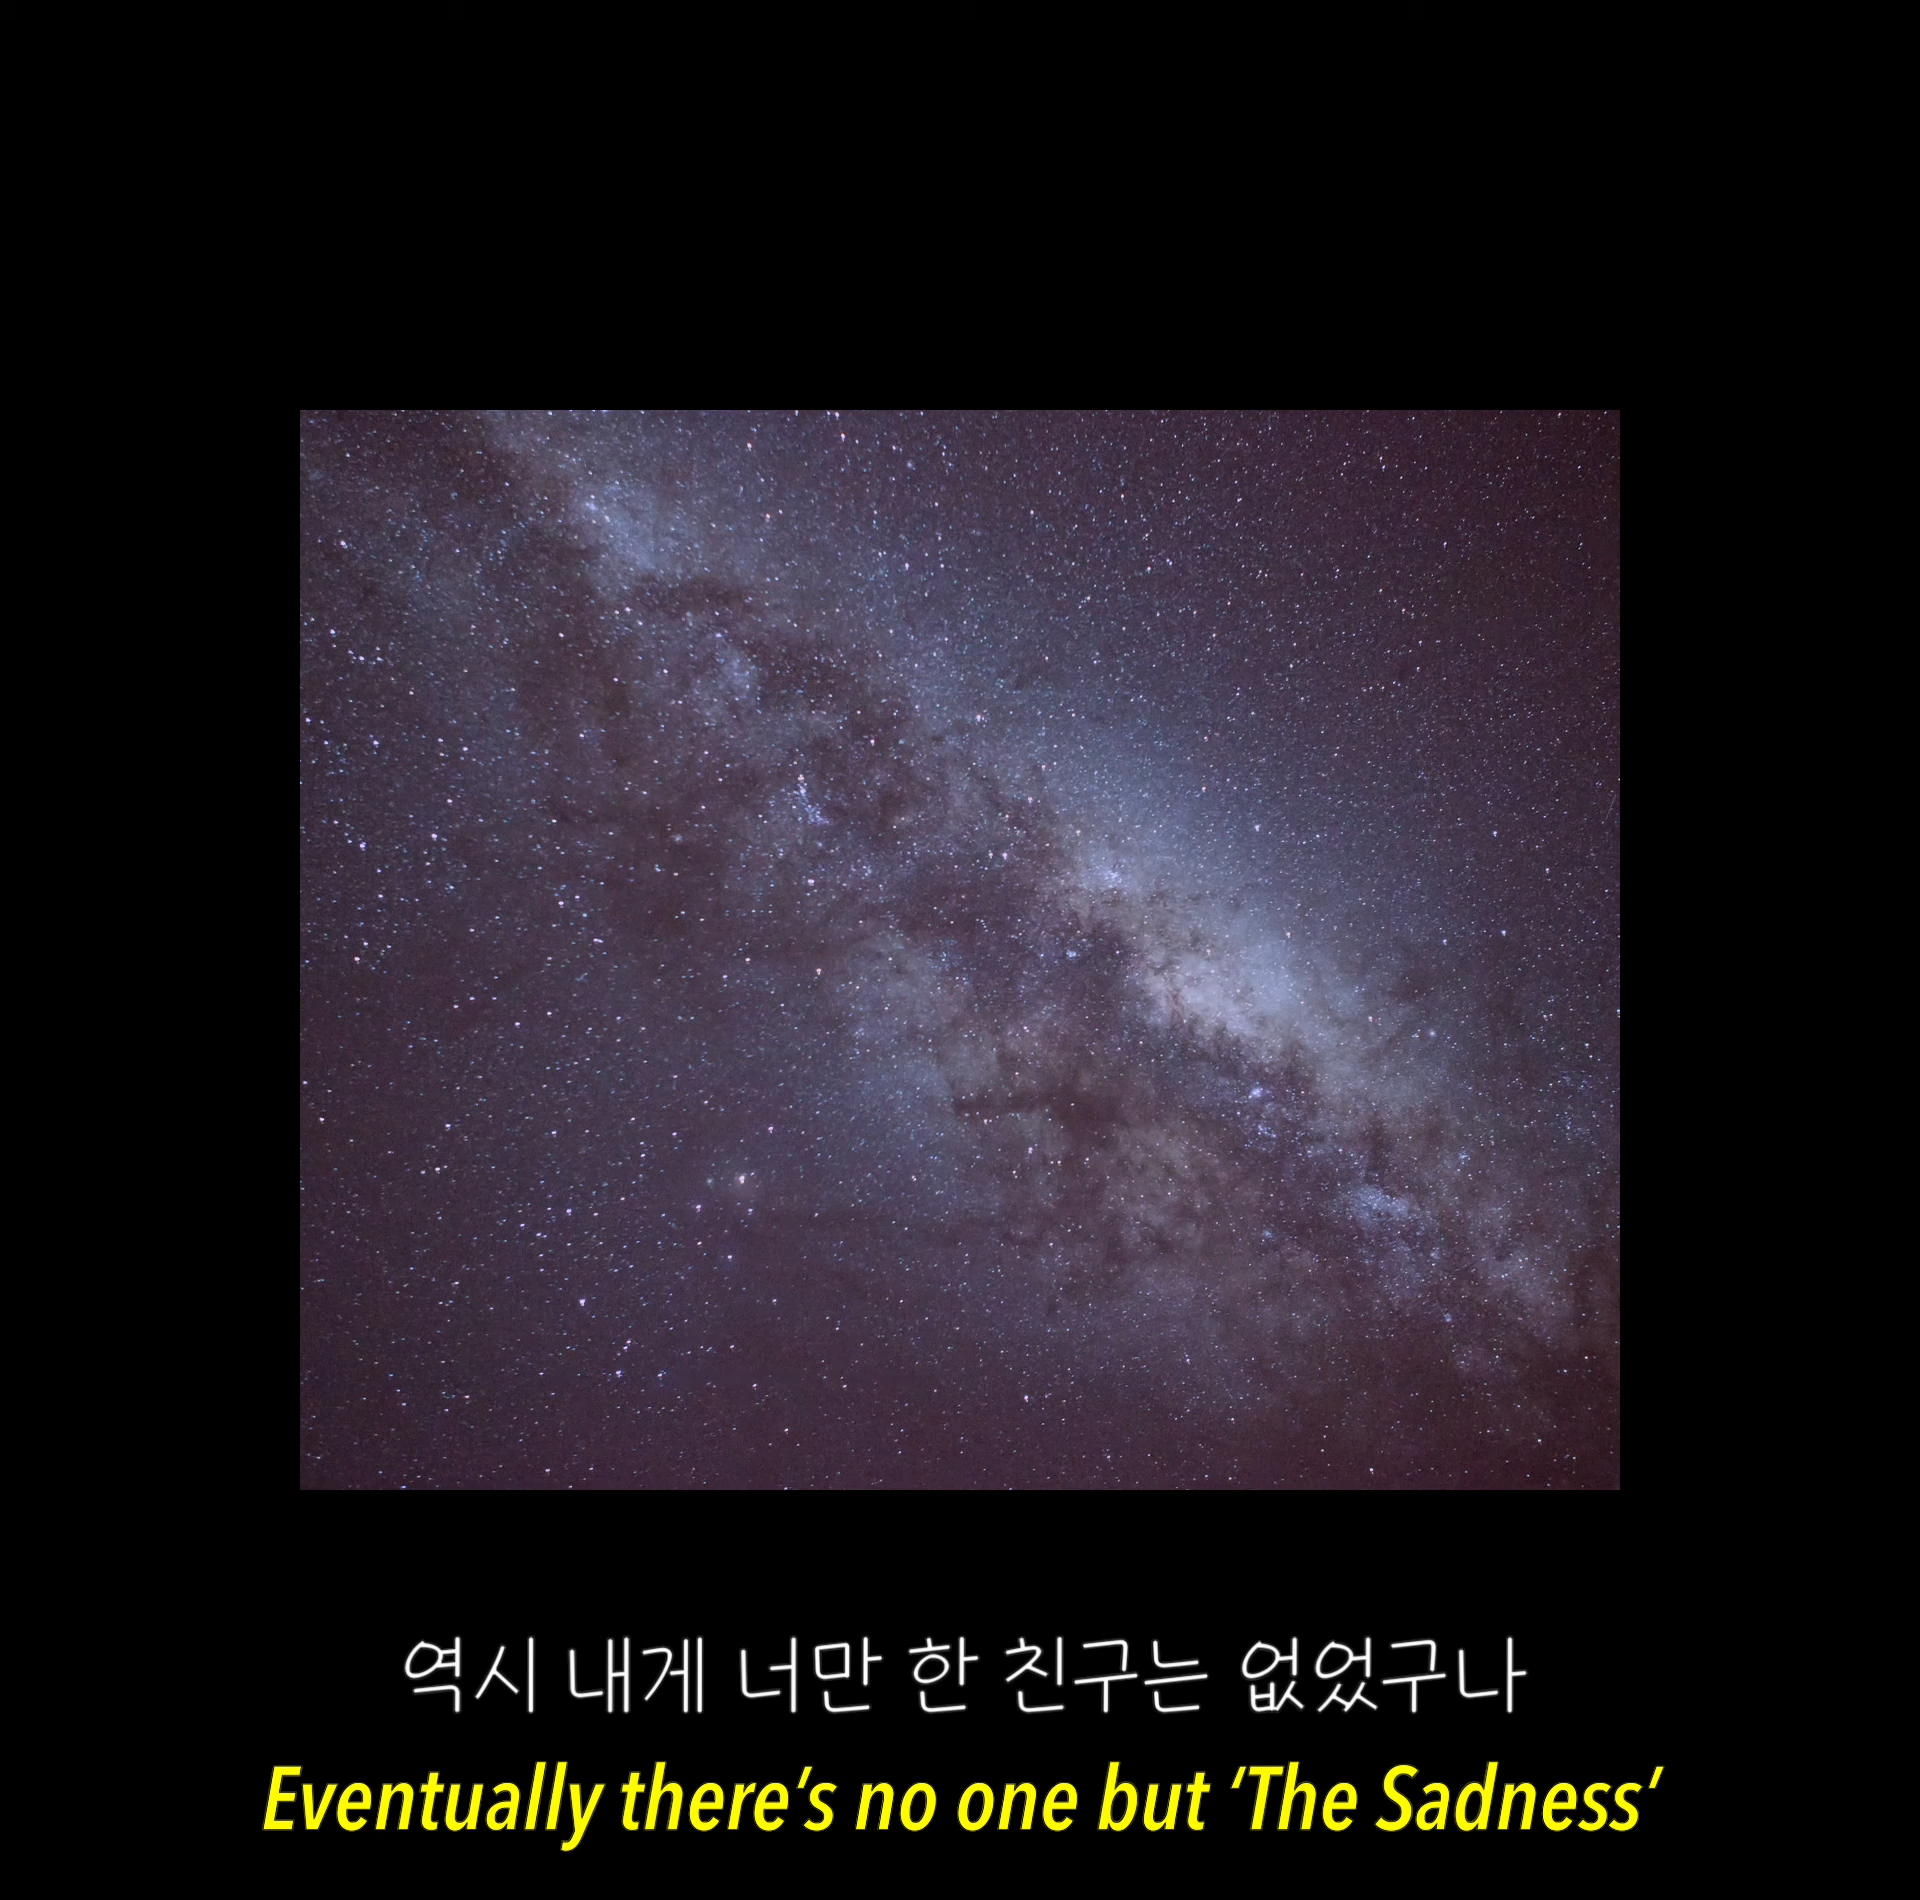 역시 내게 너만 한 친구는 없었구나
Eventually there's no one but 'The Sadness'